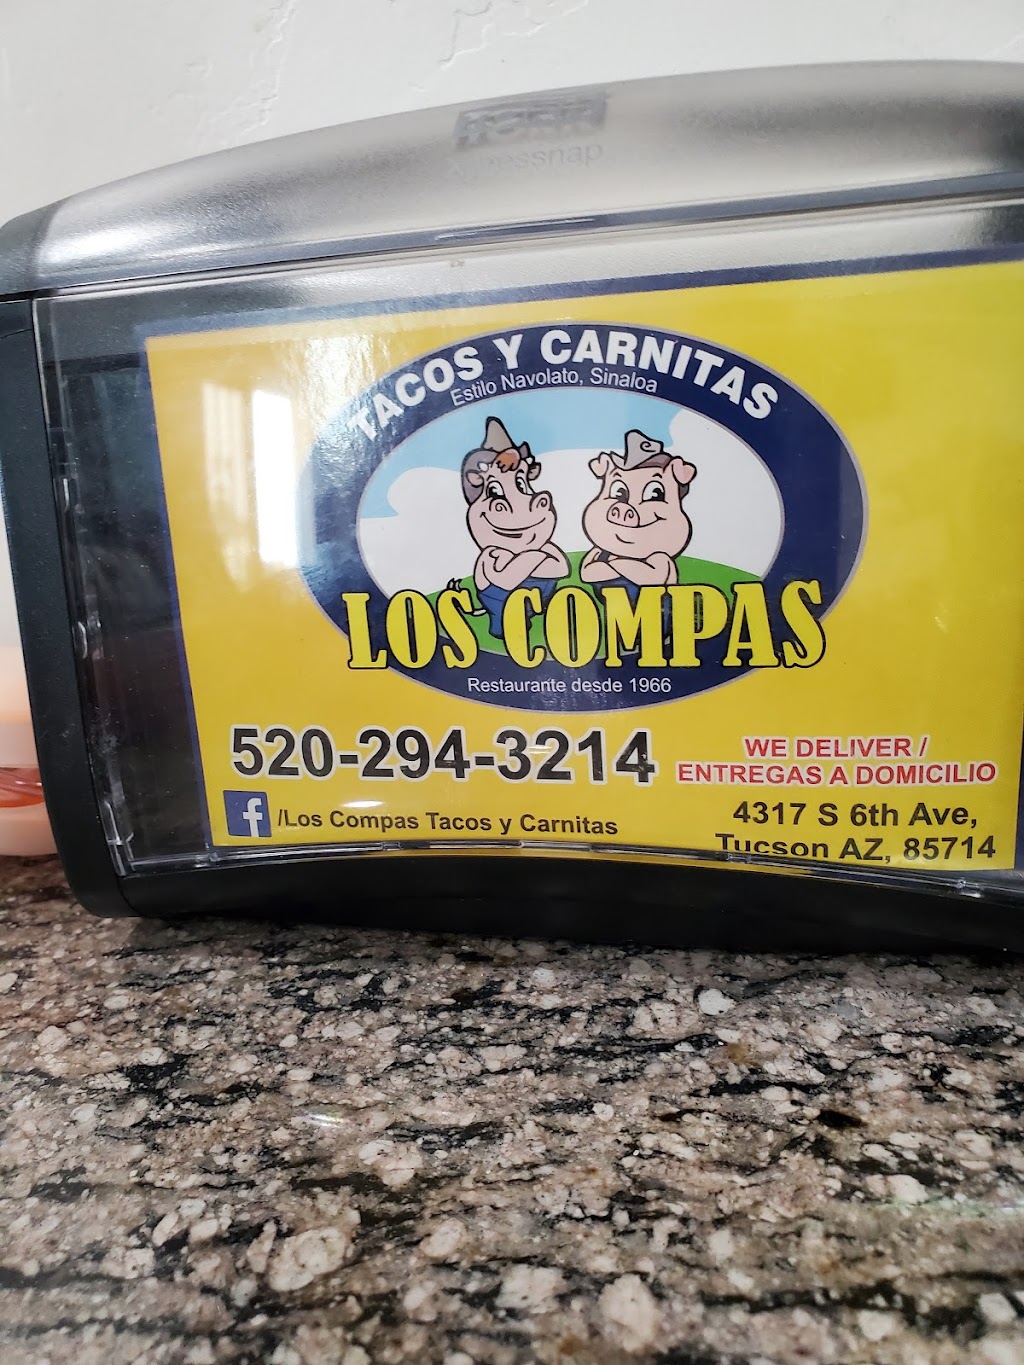 TACOS Y CARNITAS
Estilo Navolato, Sinaloa
LOS COMPAS
Restaurante desde 1966
520-294-3214
f /Los Compas Tacos y Carnitas
WE DELIVER /
ENTREGAS A DOMICILIO
4317 S 6th Ave,
Tucson AZ, 85714